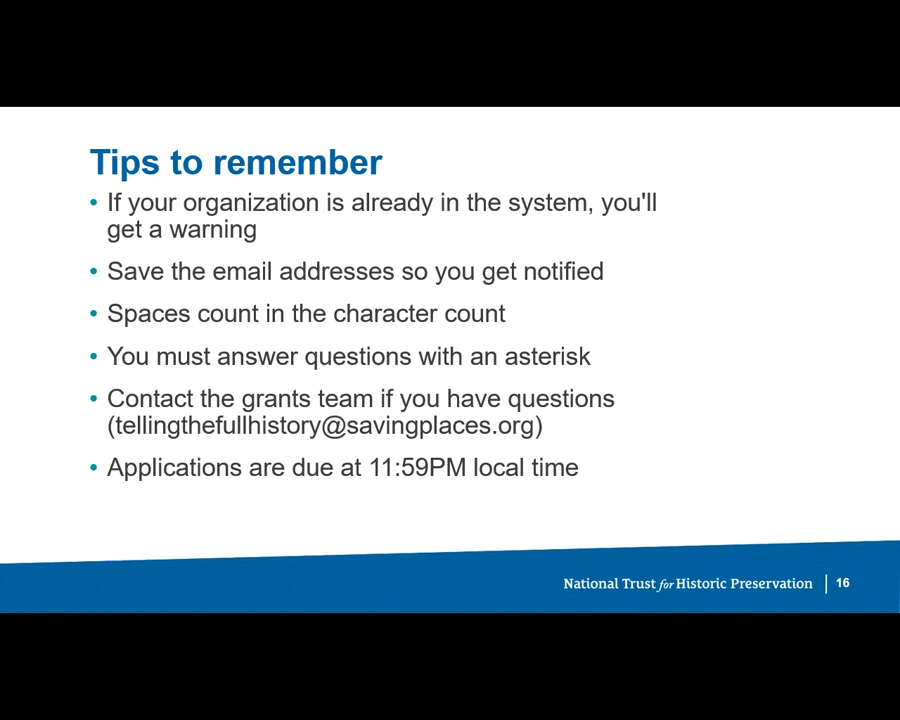 Tips to remember
• If your organization is already in the system, you'll
get a warning
• Save the email addresses so you get notified
• Spaces count in the character count
• You must answer questions with an asterisk
• Contact the grants team if you have questions
(tellingthefullhistory@savingplaces.org)
• Applications are due at 11:59PM local time
National Trust for Historic Preservation | 16